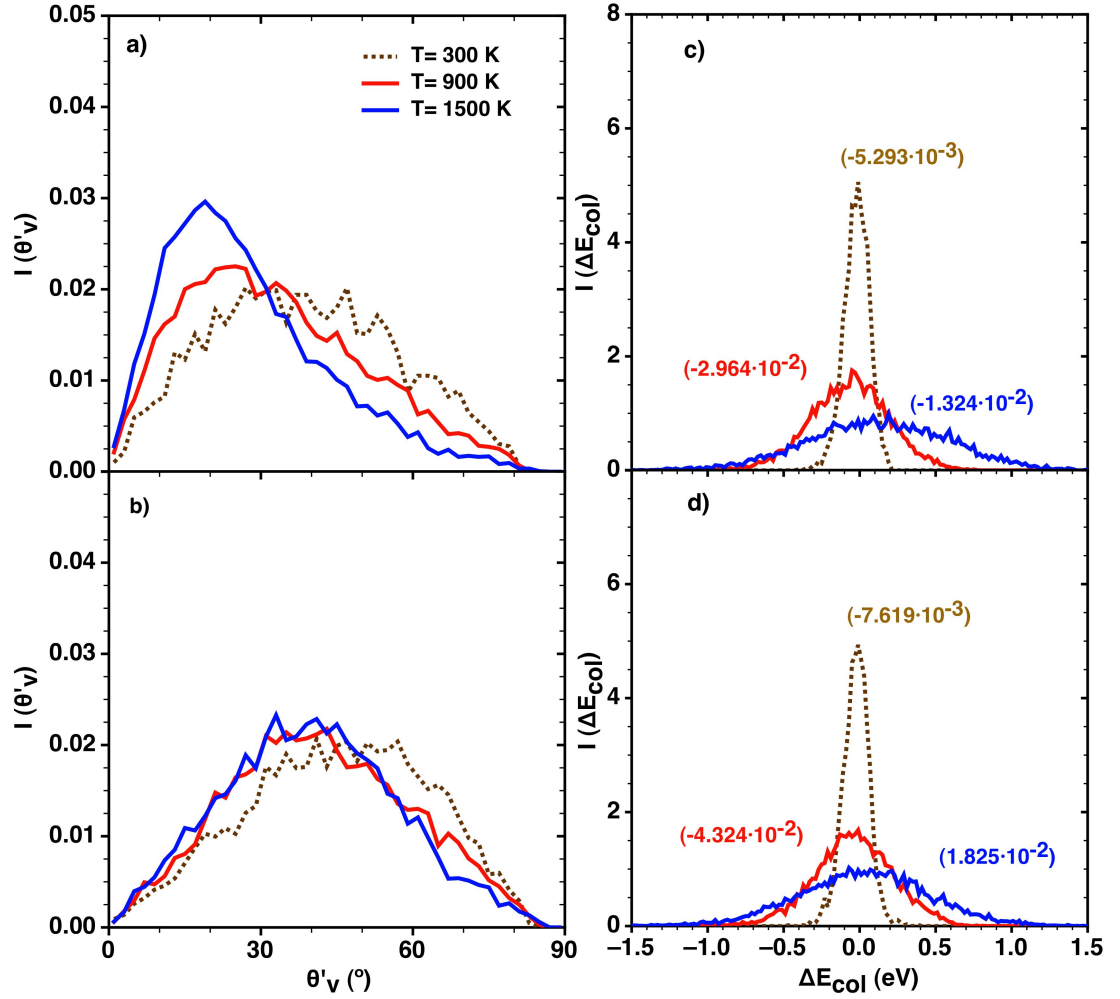 a)
T= 300 K
T= 900 K
T= 1500 K
0.05
0.04
0.03
0.02
0.01
0.00
I (θ'v)
b)
0.04
0.03
0.02
0.01
0.00
I (θ'v)
0
30
60
90
θ'v (º)
c)
8
6
4
2
0
I (ΔEcol)
(-5.293·10-3)
(-2.964·10-2)
(-1.324·10-2)
d)
6
4
2
0
I (ΔEcol)
(-7.619·10-3)
(-4.324·10-2)
(1.825·10-2)
−1.5
−1.0
−0.5
0.0
0.5
1.0
1.5
ΔEcol (eV)